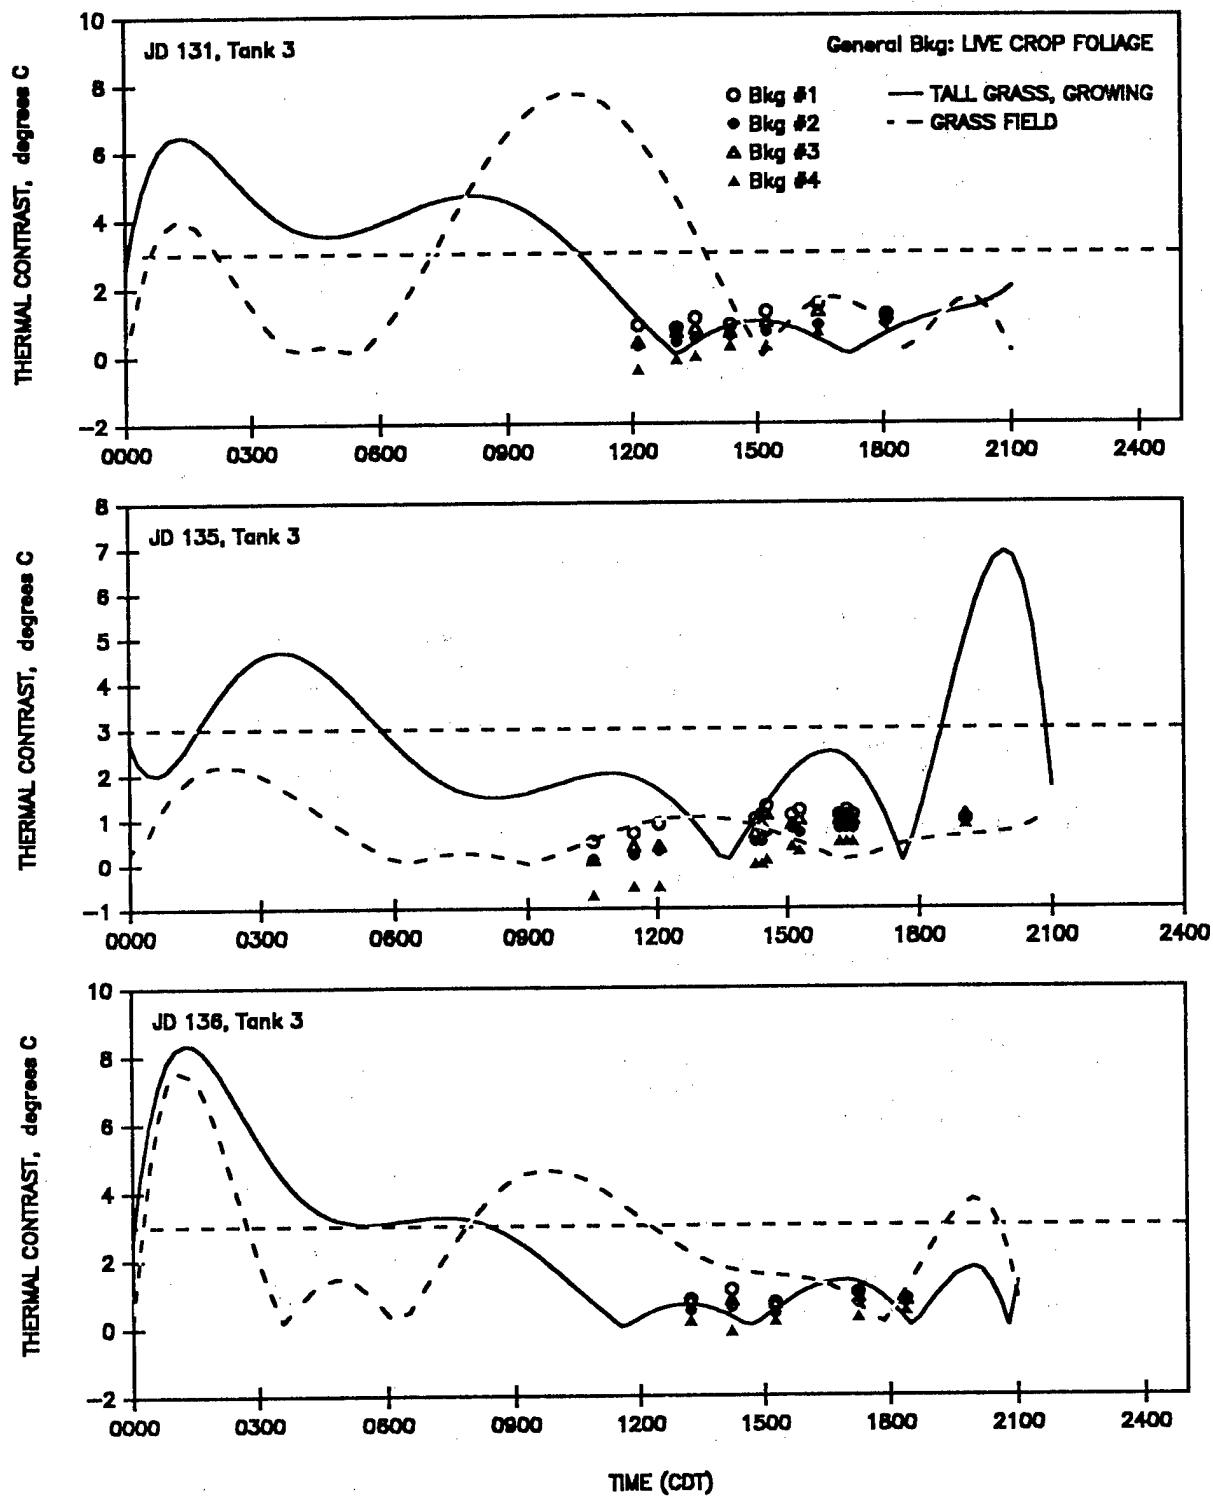 10
8
6
4
2
0
−2
THERMAL CONTRAST, degrees C
JD 131, Tank 3
General Bkg: LIVE CROP FOLIAGE
Bkg #1
Bkg #2
Bkg #3
Bkg #4
TALL GRASS, GROWING
GRASS FIELD
0000 0300 0600 0900 1200 1500 1800 2100 2400
8
7
6
5
4
3
2
1
0
−1
THERMAL CONTRAST, degrees C
JD 135, Tank 3
0000 0300 0600 0900 1200 1500 1800 2100 2400
10
8
6
4
2
0
−2
THERMAL CONTRAST, degrees C
JD 136, Tank 3
0000 0300 0600 0900 1200 1500 1800 2100 2400
TIME (CDT)